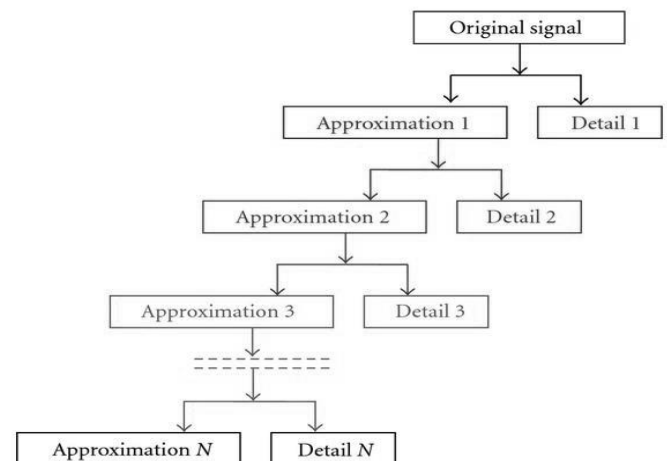 Original signal
Approximation 1
Detail 1
Approximation 2
Detail 2
Approximation 3
Detail 3
Approximation N
Detail N